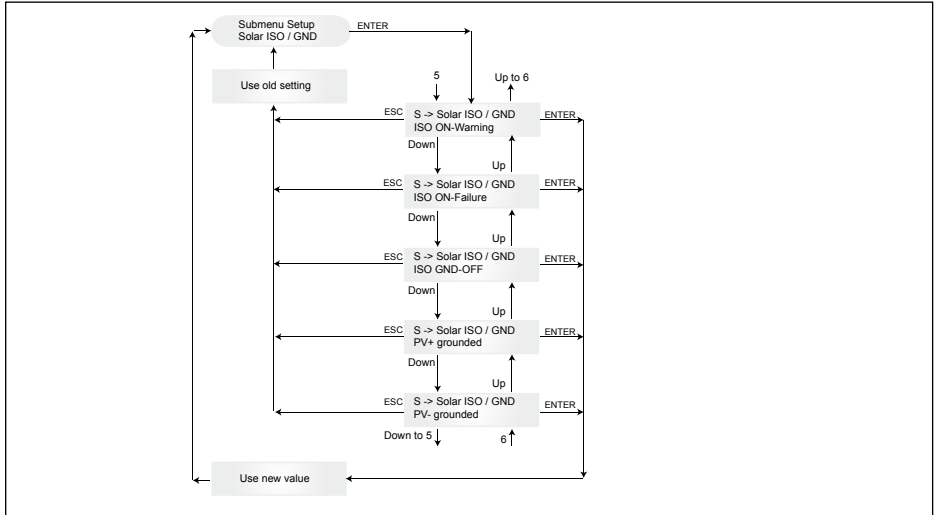 Submenu Setup
Solar ISO / GND
ENTER
Use old setting
5
Up to 6
ESC
S -> Solar ISO / GND
ISO ON-Warning
ENTER
Down
Up
ESC
S -> Solar ISO / GND
ISO ON-Failure
ENTER
Down
Up
ESC
S -> Solar ISO / GND
ISO GND-OFF
ENTER
Down
Up
ESC
S -> Solar ISO / GND
PV+ grounded
ENTER
Down
Up
ESC
S -> Solar ISO / GND
PV- grounded
ENTER
Down to 5
6
Use new value